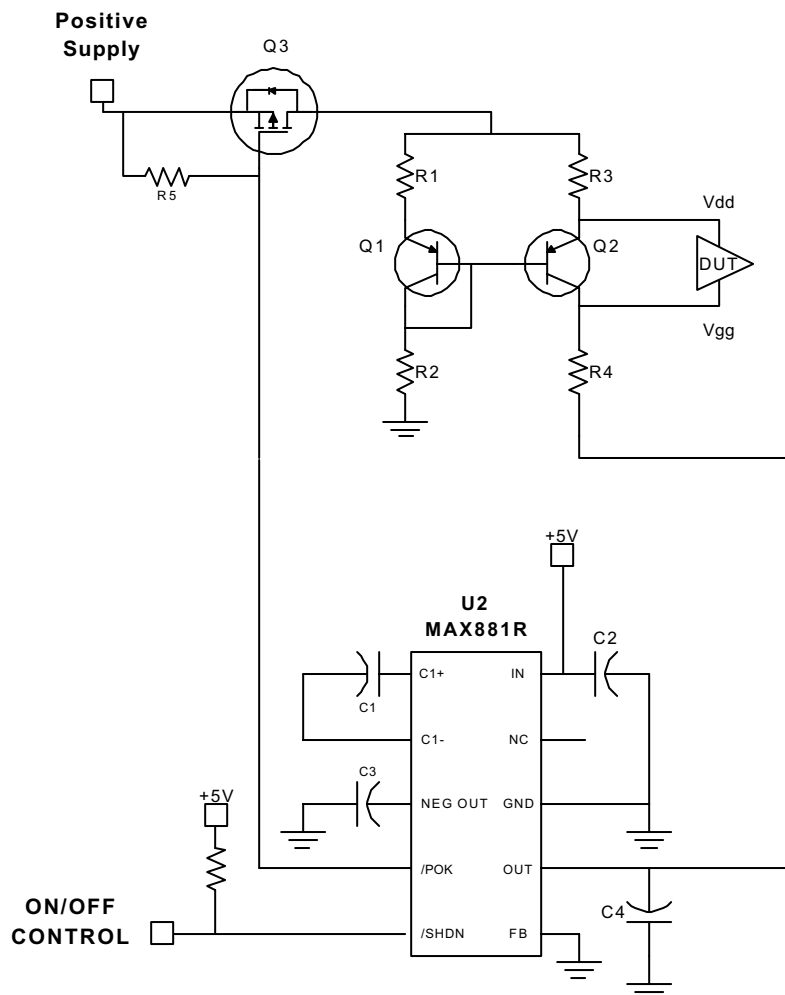 Positive
Supply
Q3
R5
R1
R3
Vdd
Q1
Q2
DUT
Vgg
R2
R4
+5V
U2
MAX881R
C2
C1+
IN
C1
C1-
NC
C3
+5V
NEG OUT
GND
/POK
OUT
ON/OFF
CONTROL
C4
/SHDN
FB